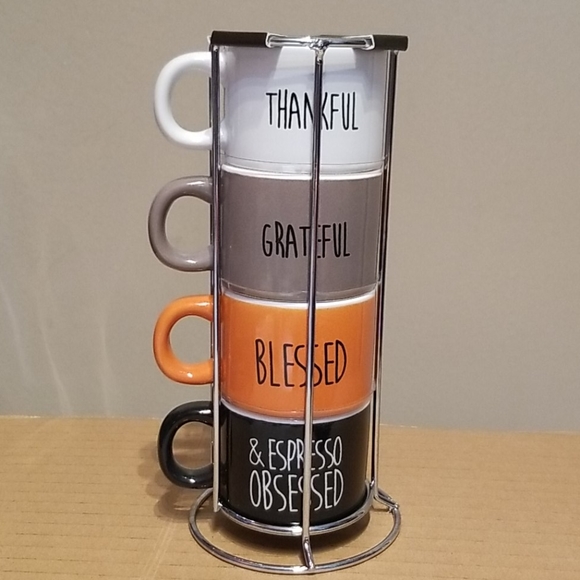 THANKFUL
GRATEFUL
BLESSED
& ESPRESSO
OBSESSED